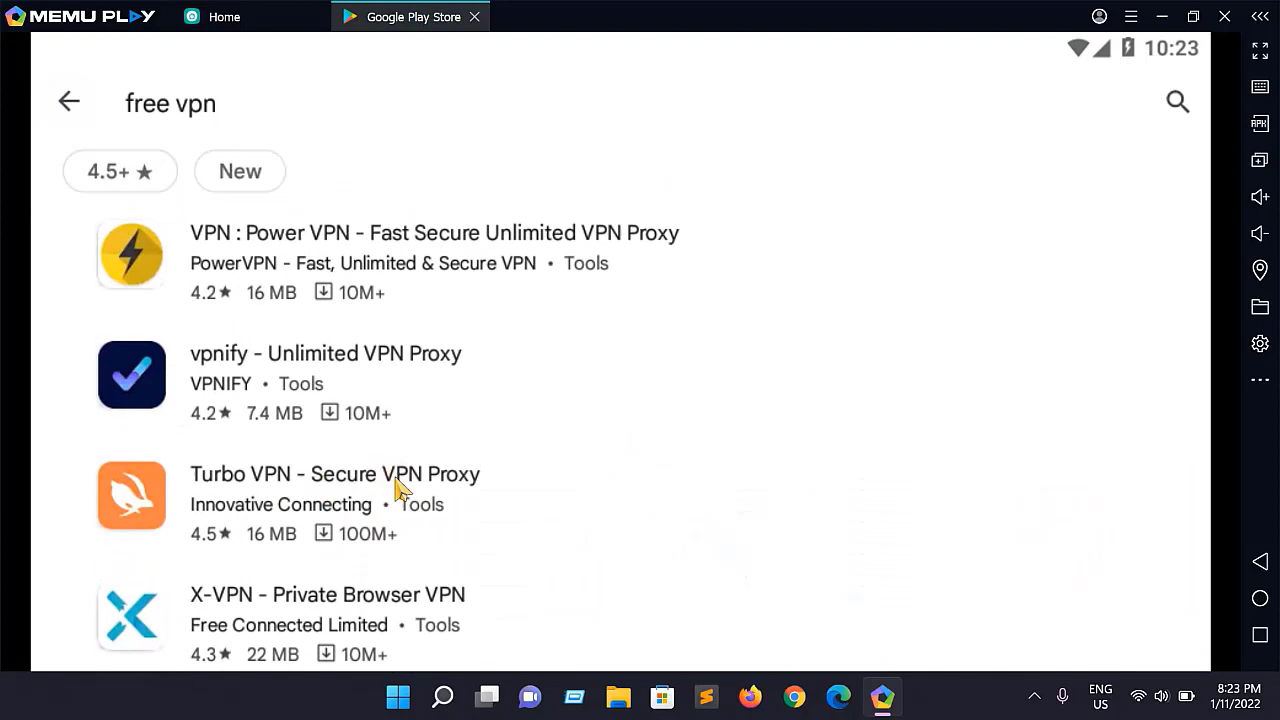 MEMU PLAY
Home
Google Play Store
10:23
free vpn
4.5+ ★
New
VPN : Power VPN - Fast Secure Unlimited VPN Proxy
PowerVPN - Fast, Unlimited & Secure VPN • Tools
4.2★ 16 MB 10M+
vpnify - Unlimited VPN Proxy
VPNIFY • Tools
4.2★ 7.4 MB 10M+
Turbo VPN - Secure VPN Proxy
Innovative Connecting • Tools
4.5★ 16 MB 100M+
X-VPN - Private Browser VPN
Free Connected Limited • Tools
4.3★ 22 MB 10M+
APK
ENG
US
8:23 PM
1/11/2022